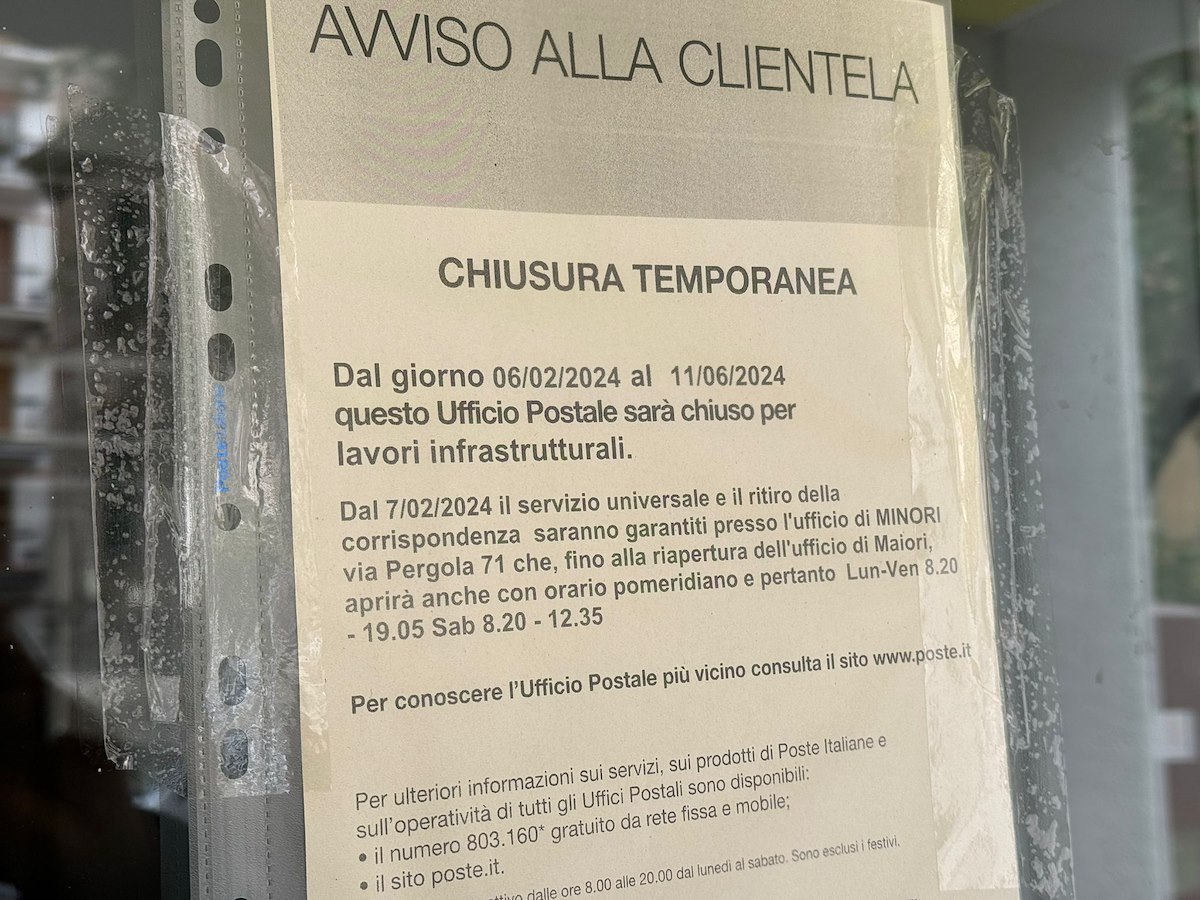 AVVISO ALLA CLIENTELA
CHIUSURA TEMPORANEA
Dal giorno 06/02/2024 al 11/06/2024
questo Ufficio Postale sarà chiuso per
lavori infrastrutturali.
Dal 7/02/2024 il servizio universale e il ritiro della
corrispondenza saranno garantiti presso l'ufficio di MINORI
via Pergola 71 che, fino alla riapertura dell'ufficio di Maiori,
aprirà anche con orario pomeridiano e pertanto Lun-Ven 8.20
- 19.05 Sab 8.20 - 12.35
Per conoscere l'Ufficio Postale più vicino consulta il sito www.poste.it
Per ulteriori informazioni sui servizi, sui prodotti di Poste Italiane e
sull'operatività di tutti gli Uffici Postali sono disponibili:
• il numero 803.160* gratuito da rete fissa e mobile;
• il sito poste.it.
dalle ore 8.00 alle 20.00 dal lunedì al sabato. Sono esclusi i festivi.